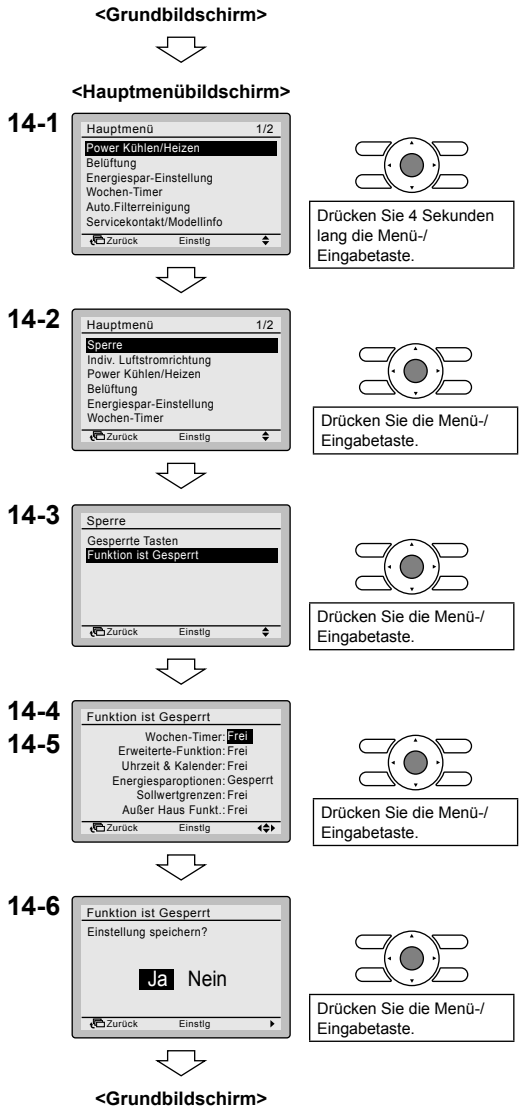 <Grundbildschirm>
<Hauptmenübildschirm>
14-1
Hauptmenü 1/2
Power Kühlen/Heizen
Belüftung
Energiespar-Einstellung
Wochen-Timer
Auto.Filterreinigung
Servicekontakt/Modellinfo
Zurück Einstlg
Drücken Sie 4 Sekunden
lang die Menü-/
Eingabetaste.
14-2
Hauptmenü 1/2
Sperre
Indiv. Luftstromrichtung
Power Kühlen/Heizen
Belüftung
Energiespar-Einstellung
Wochen-Timer
Zurück Einstlg
Drücken Sie die Menü-/
Eingabetaste.
14-3
Sperre
Gesperrte Tasten
Funktion ist Gesperrt
Zurück Einstlg
Drücken Sie die Menü-/
Eingabetaste.
14-4
14-5
Funktion ist Gesperrt
Wochen-Timer: Frei
Erweiterte-Funktion: Frei
Uhrzeit & Kalender: Frei
Energiesparoptionen: Gesperrt
Sollwertgrenzen: Frei
Außer Haus Funkt.: Frei
Zurück Einstlg
Drücken Sie die Menü-/
Eingabetaste.
14-6
Funktion ist Gesperrt
Einstellung speichern?
Ja Nein
Zurück Einstlg
Drücken Sie die Menü-/
Eingabetaste.
<Grundbildschirm>